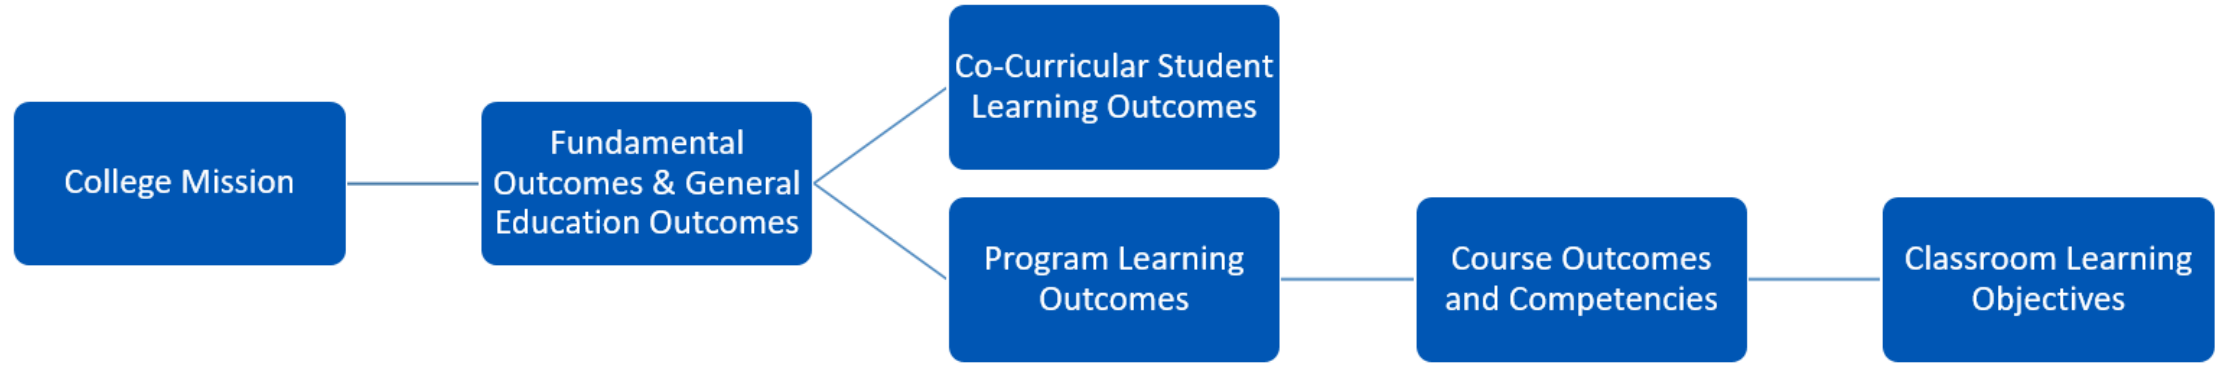 College Mission
Fundamental
Outcomes & General
Education Outcomes
Co-Curricular Student
Learning Outcomes
Program Learning
Outcomes
Course Outcomes
and Competencies
Classroom Learning
Objectives